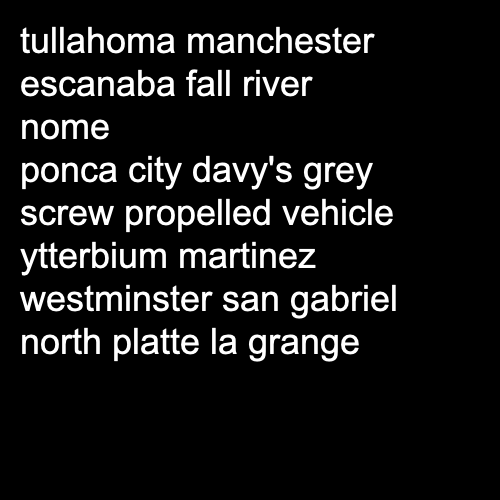 tullahoma manchester
escanaba fall river
nome
ponca city davy's grey
screw propelled vehicle
ytterbium martinez
westminster san gabriel
north platte la grange